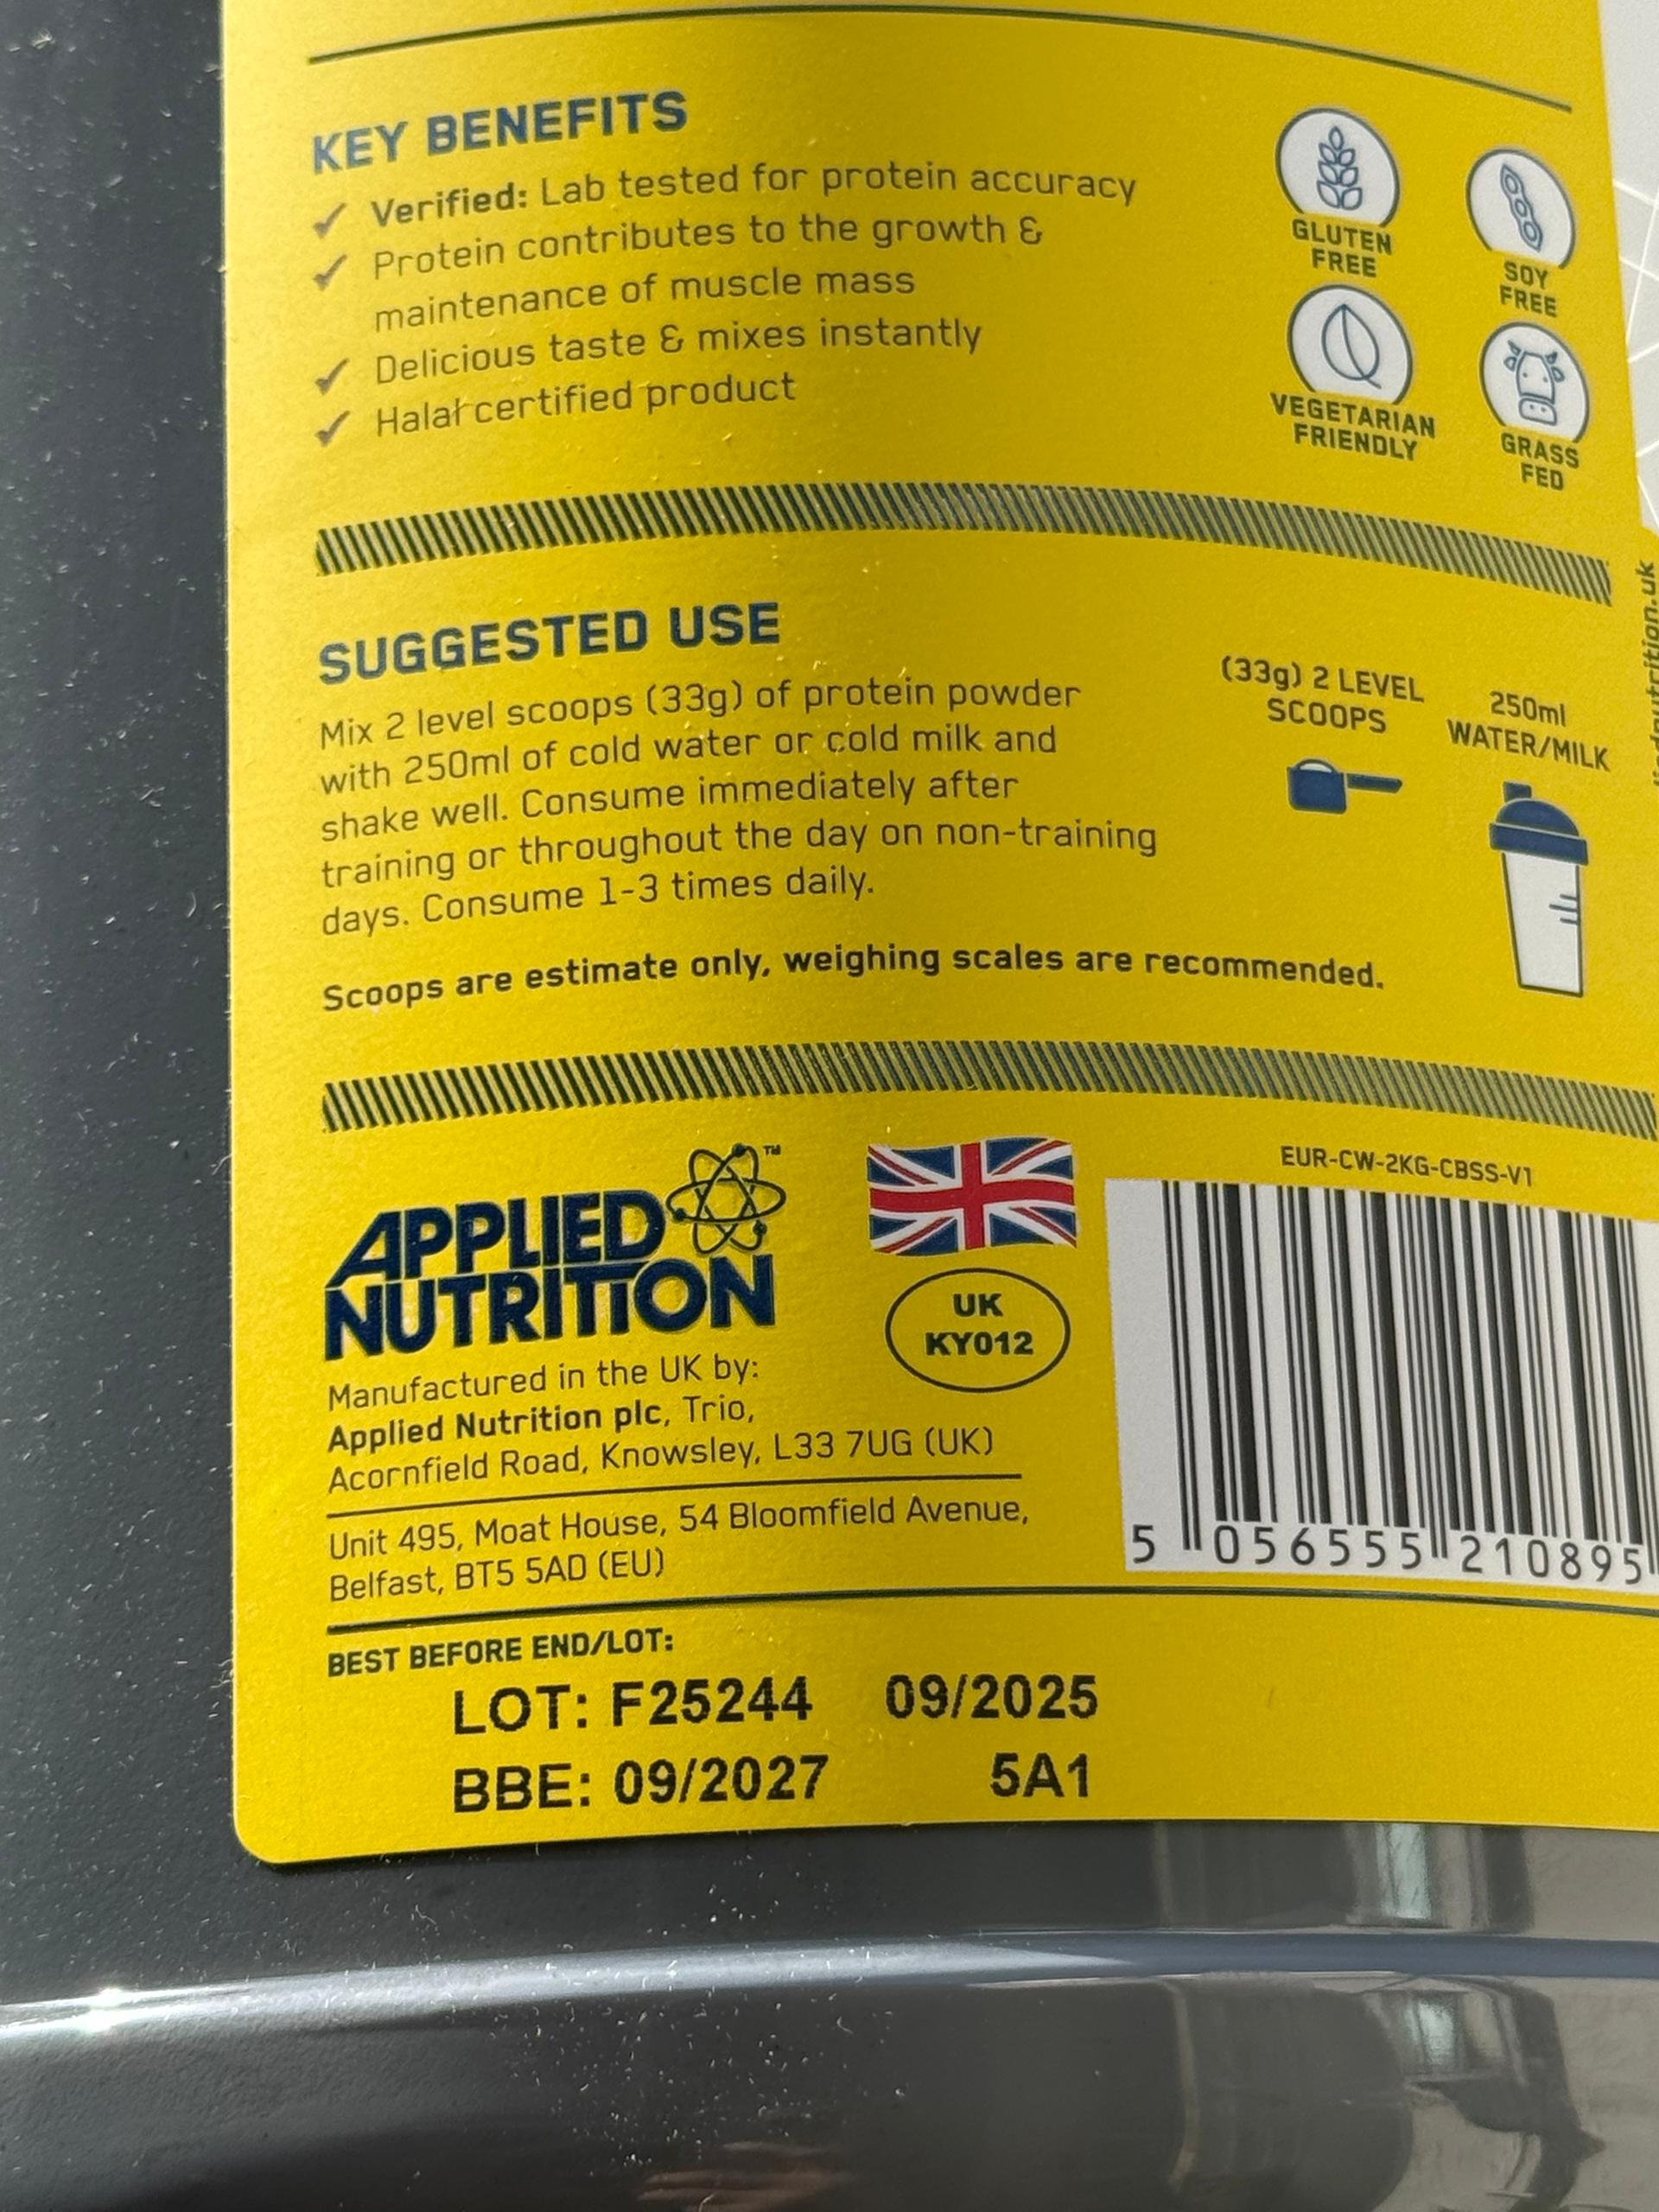 KEY BENEFITS
✓ Verified: Lab tested for protein accuracy
✓ Protein contributes to the growth &
maintenance of muscle mass
✓ Delicious taste & mixes instantly
✓ Halal certified product
GLUTEN
FREE
SOY
FREE
VEGETARIAN
FRIENDLY
GRASS
FED
SUGGESTED USE
Mix 2 level scoops (33g) of protein powder
with 250ml of cold water or cold milk and
shake well. Consume immediately after
training or throughout the day on non-training
days. Consume 1-3 times daily.
Scoops are estimate only, weighing scales are recommended.
(33g) 2 LEVEL
SCOOPS
250ml
WATER/MILK
APPLIED
NUTRITION™
UK
KY012
EUR-CW-2KG-CBSS-V1
Manufactured in the UK by:
Applied Nutrition plc, Trio,
Acornfield Road, Knowsley, L33 7UG (UK)
Unit 495, Moat House, 54 Bloomfield Avenue,
Belfast, BT5 5AD (EU)
5 056555 210895
BEST BEFORE END/LOT:
LOT: F25244 09/2025
BBE: 09/2027 5A1